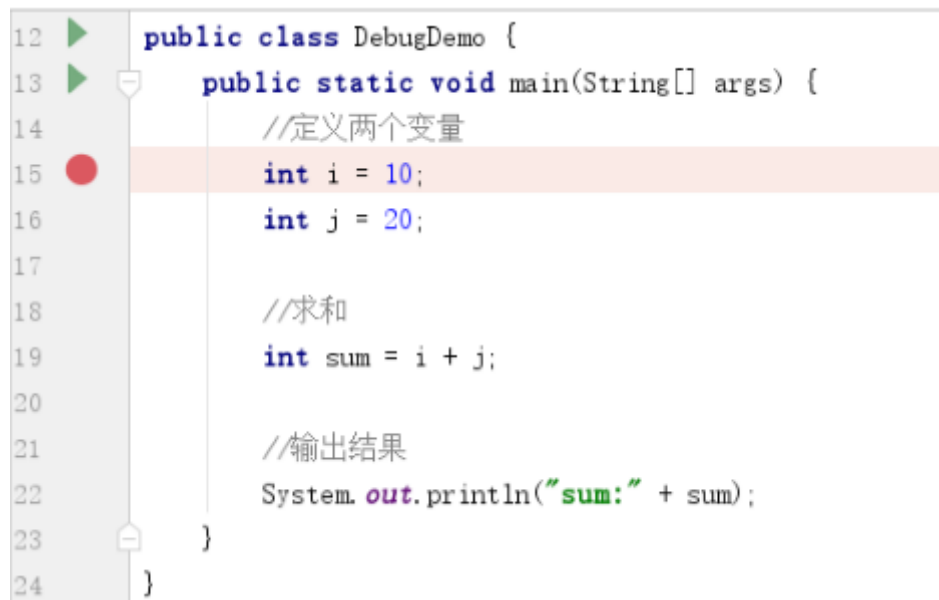 12 public class DebugDemo {
13 public static void main(String[] args) {
14 //定义两个变量
15 int i = 10;
16 int j = 20;
17
18 //求和
19 int sum = i + j;
20
21 //输出结果
22 System.out.println("sum:" + sum);
23 }
24 }